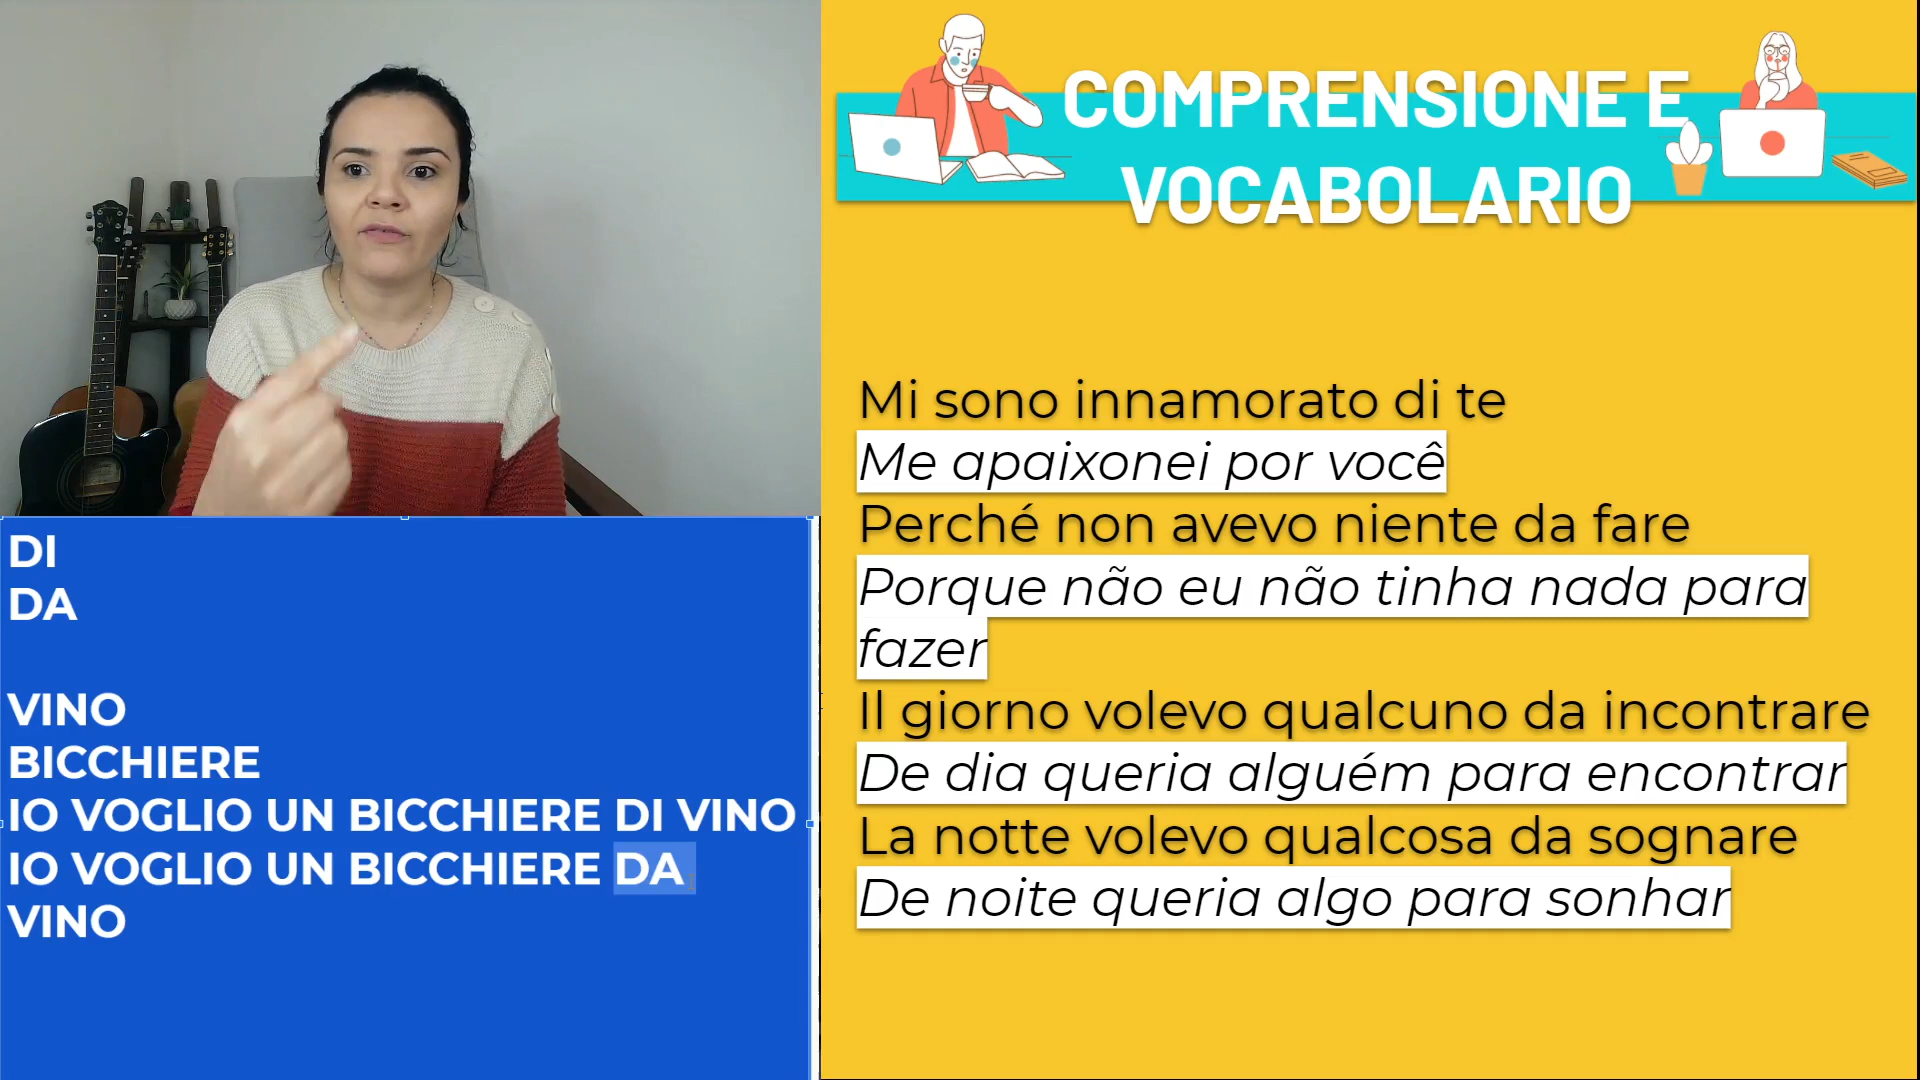 COMPRENSIONE E
VOCABOLARIO
Mi sono innamorato di te
Me apaixonei por você
Perché non avevo niente da fare
Porque não eu não tinha nada para
fazer
Il giorno volevo qualcuno da incontrare
De dia queria alguém para encontrar
La notte volevo qualcosa da sognare
De noite queria algo para sonhar
DI
DA
VINO
BICCHIERE
IO VOGLIO UN BICCHIERE DI VINO
IO VOGLIO UN BICCHIERE DA
VINO